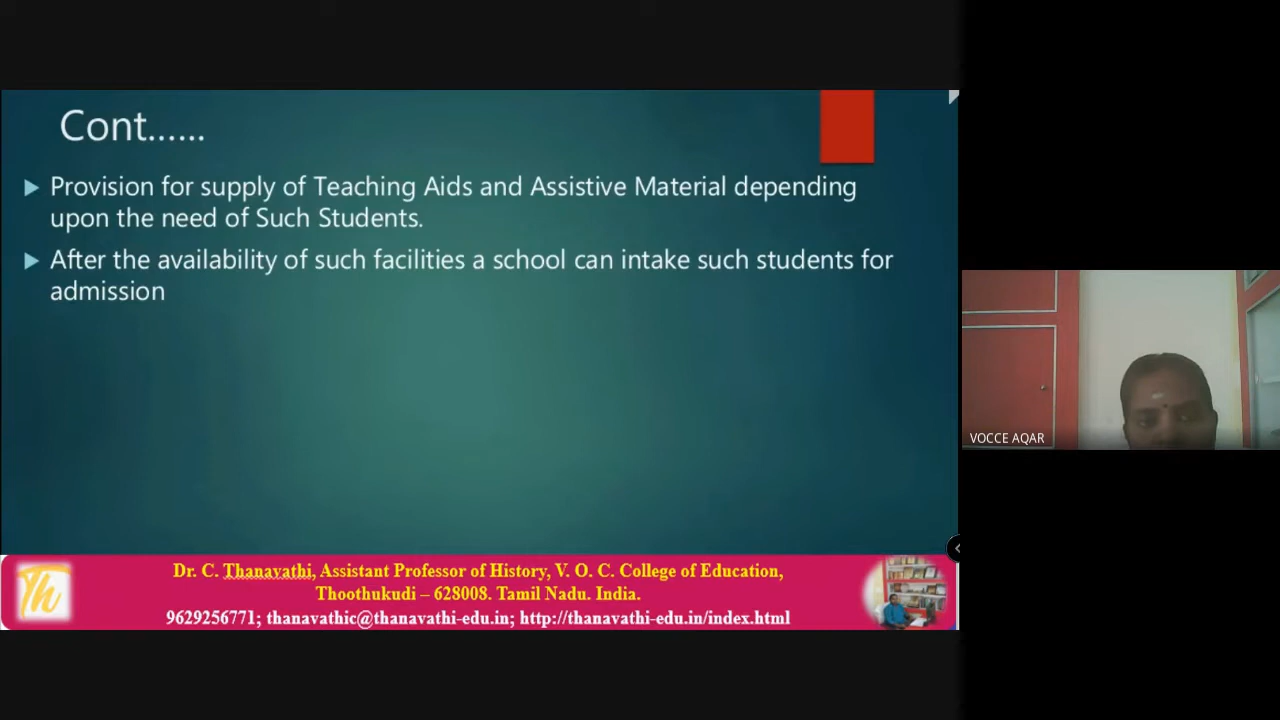 Cont......
Provision for supply of Teaching Aids and Assistive Material depending
upon the need of Such Students.
After the availability of such facilities a school can intake such students for
admission
VOCCE AQAR
Th
Dr. C. Thanavathi, Assistant Professor of History, V. O. C. College of Education,
Thoothukudi – 628008. Tamil Nadu. India.
9629256771; thanavathic@thanavathi-edu.in; http://thanavathi-edu.in/index.html